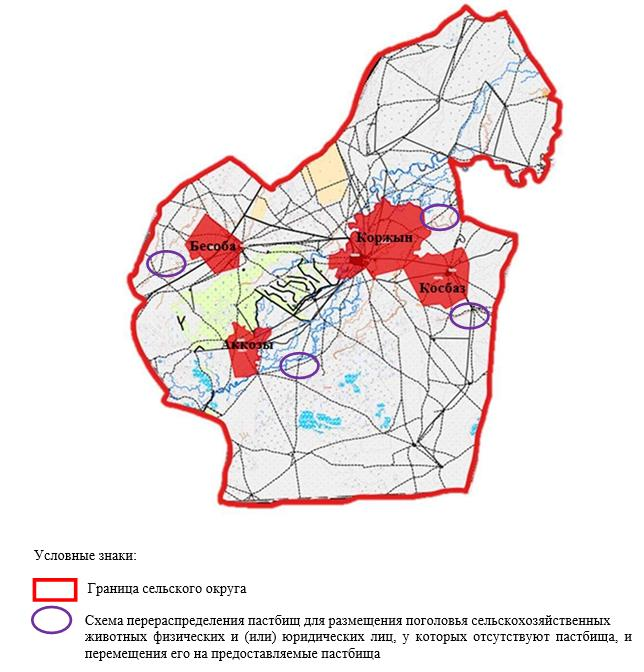 Бесоба
Коржын
Косбаз
Аккозы
Условные знаки:
Граница сельского округа
Схема перераспределения пастбищ для размещения поголовья сельскохозяйственных
животных физических и (или) юридических лиц, у которых отсутствуют пастбища, и
перемещения его на предоставляемые пастбища